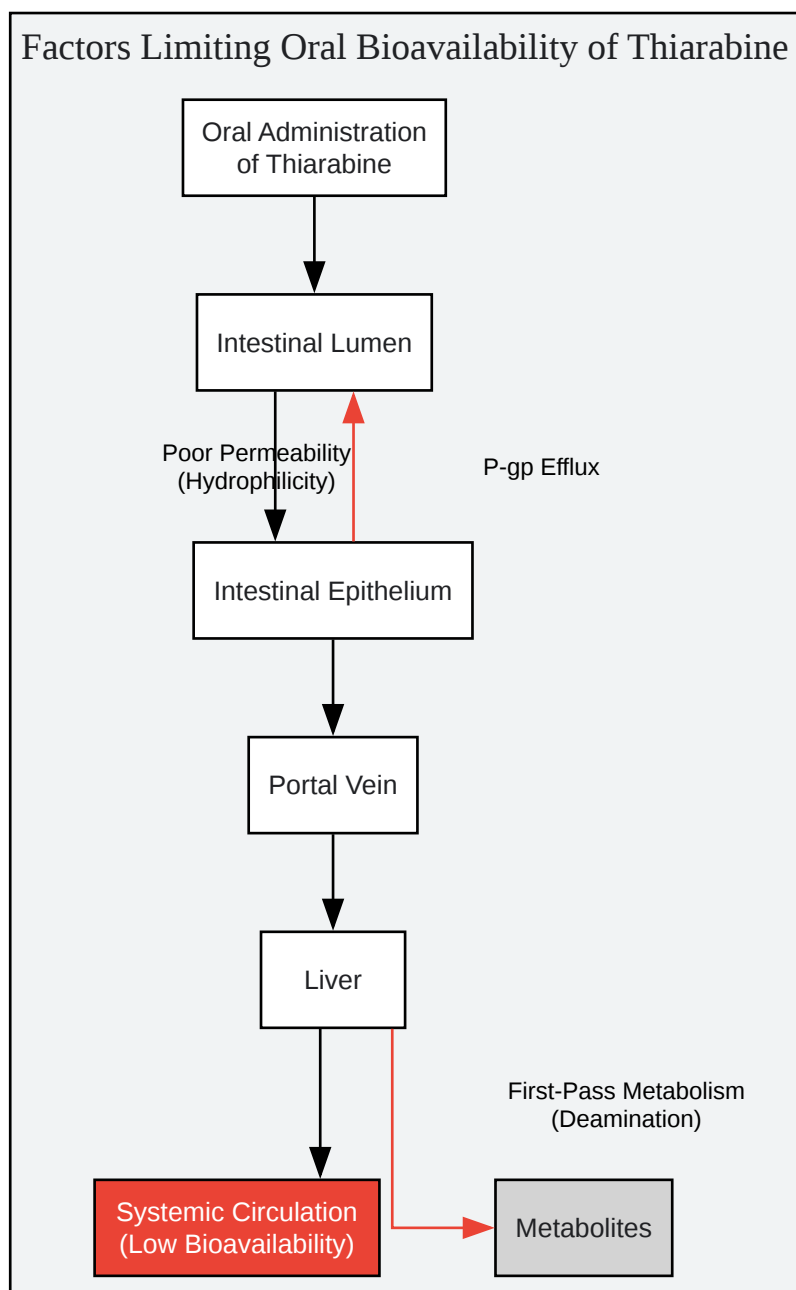 Factors Limiting Oral Bioavailability of Thiarabine
Oral Administration
of Thiarabine
Intestinal Lumen
Poor Permeability
(Hydrophilicity)
P-gp Efflux
Intestinal Epithelium
Portal Vein
Liver
First-Pass Metabolism
(Deamination)
Systemic Circulation
(Low Bioavailability)
Metabolites